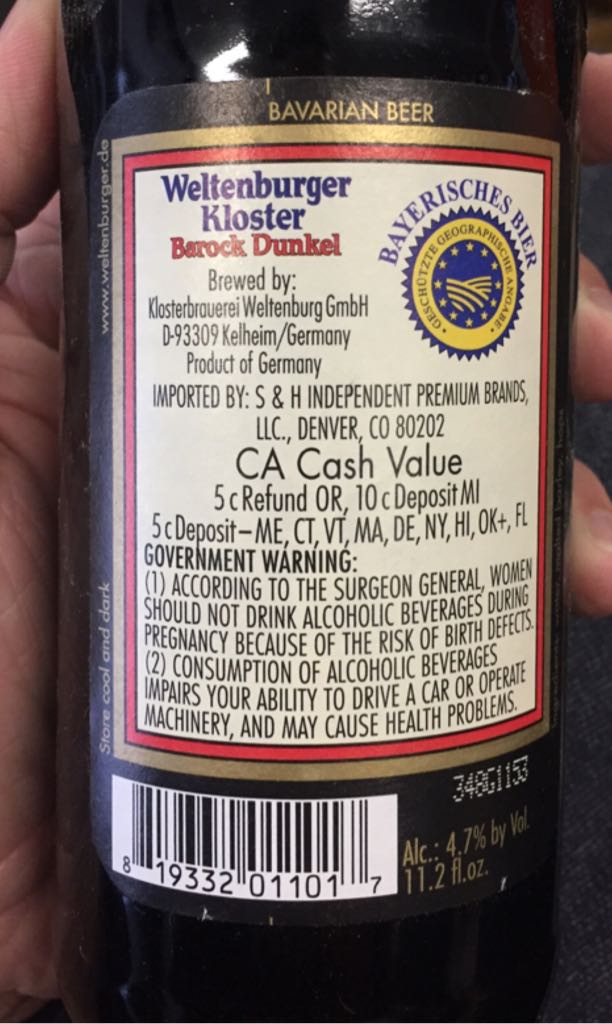 BAVARIAN BEER
www.weltenburger.de
Weltenburger
Kloster
Barock Dunkel
BAYERISCHES BIER
GESCHÜTZTE GEOGRAPHISCHE ANGABE
Brewed by:
Klosterbrauerei Weltenburg GmbH
D-93309 Kelheim/Germany
Product of Germany
IMPORTED BY: S & H INDEPENDENT PREMIUM BRANDS,
LLC., DENVER, CO 80202
CA Cash Value
5 c Refund OR, 10 c Deposit MI
5 c Deposit – ME, CT, VT, MA, DE, NY, HI, OK+, FL
GOVERNMENT WARNING:
(1) ACCORDING TO THE SURGEON GENERAL, WOMEN
SHOULD NOT DRINK ALCOHOLIC BEVERAGES DURING
PREGNANCY BECAUSE OF THE RISK OF BIRTH DEFECTS.
(2) CONSUMPTION OF ALCOHOLIC BEVERAGES
IMPAIRS YOUR ABILITY TO DRIVE A CAR OR OPERATE
MACHINERY, AND MAY CAUSE HEALTH PROBLEMS.
Store cool and dark
348G1153
Alc.: 4.7% by Vol.
11.2 fl.oz.
8 19332 01101 7